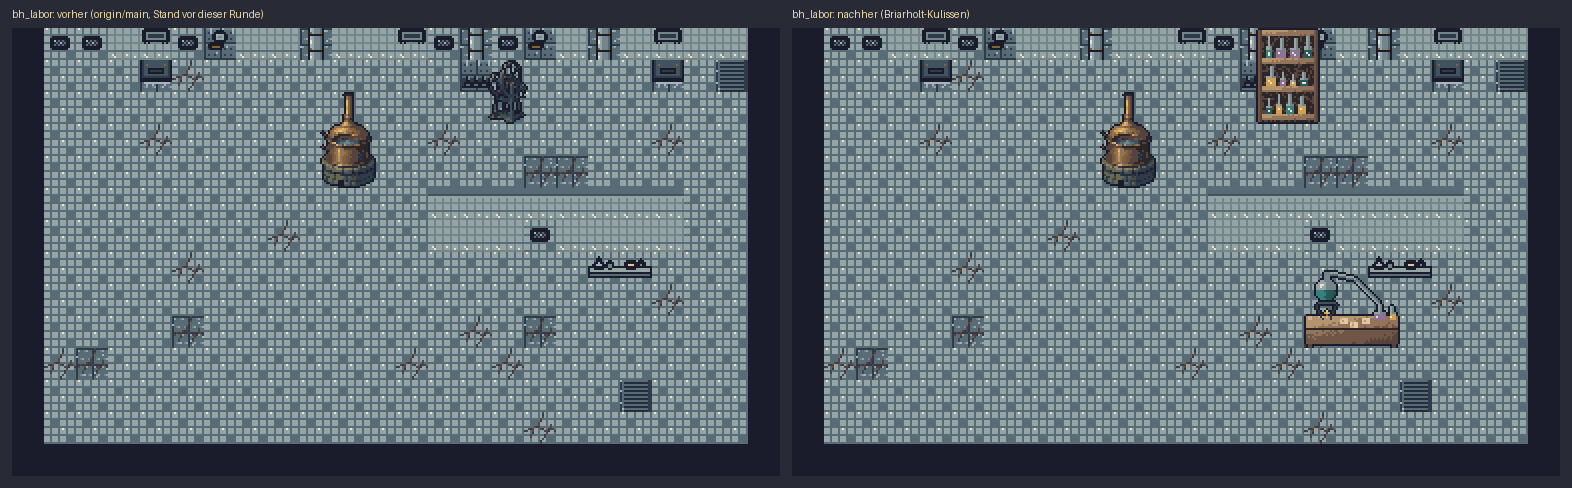 bh_labor: vorher (origin/main, Stand vor dieser Runde)
bh_labor: nachher (Briarholt-Kulissen)